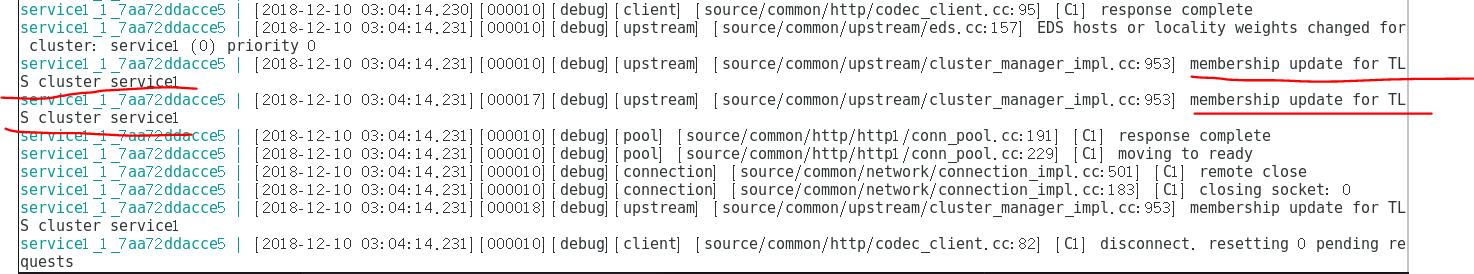 service1_1_7aa72ddacce5 | [2018-12-10 03:04:14.230][000010][debug][client] [source/common/http/codec_client.cc:95] [C1] response complete
service1_1_7aa72ddacce5 | [2018-12-10 03:04:14.231][000010][debug][upstream] [source/common/upstream/eds.cc:157] EDS hosts or locality weights changed for
cluster: service1 (0) priority 0
service1_1_7aa72ddacce5 | [2018-12-10 03:04:14.231][000010][debug][upstream] [source/common/upstream/cluster_manager_impl.cc:953] membership update for TL
S cluster service1
service1_1_7aa72ddacce5 | [2018-12-10 03:04:14.231][000017][debug][upstream] [source/common/upstream/cluster_manager_impl.cc:953] membership update for TL
S cluster service1
service1_1_7aa72ddacce5 | [2018-12-10 03:04:14.231][000010][debug][pool] [source/common/http/http1/conn_pool.cc:191] [C1] response complete
service1_1_7aa72ddacce5 | [2018-12-10 03:04:14.231][000010][debug][pool] [source/common/http/http1/conn_pool.cc:229] [C1] moving to ready
service1_1_7aa72ddacce5 | [2018-12-10 03:04:14.231][000010][debug][connection] [source/common/network/connection_impl.cc:501] [C1] remote close
service1_1_7aa72ddacce5 | [2018-12-10 03:04:14.231][000010][debug][connection] [source/common/network/connection_impl.cc:183] [C1] closing socket: 0
service1_1_7aa72ddacce5 | [2018-12-10 03:04:14.231][000018][debug][upstream] [source/common/upstream/cluster_manager_impl.cc:953] membership update for TL
S cluster service1
service1_1_7aa72ddacce5 | [2018-12-10 03:04:14.231][000010][debug][client] [source/common/http/codec_client.cc:82] [C1] disconnect. resetting 0 pending re
quests